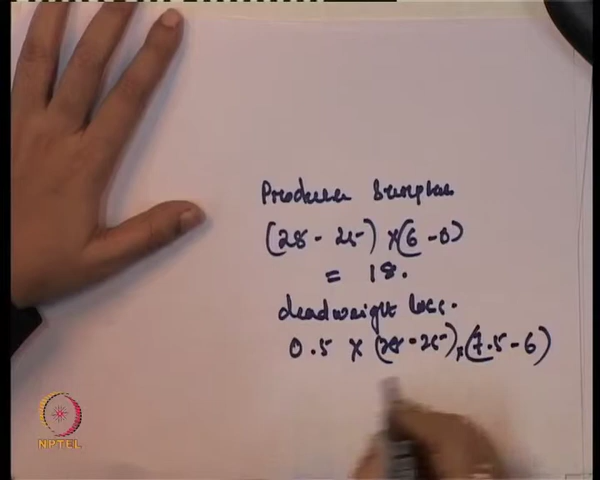 Producer Surplus
(28 - 25) × (6 - 0)
= 18.
deadweight loss.
0.5 × (28 - 25) × (7.5 - 6)
NPTEL